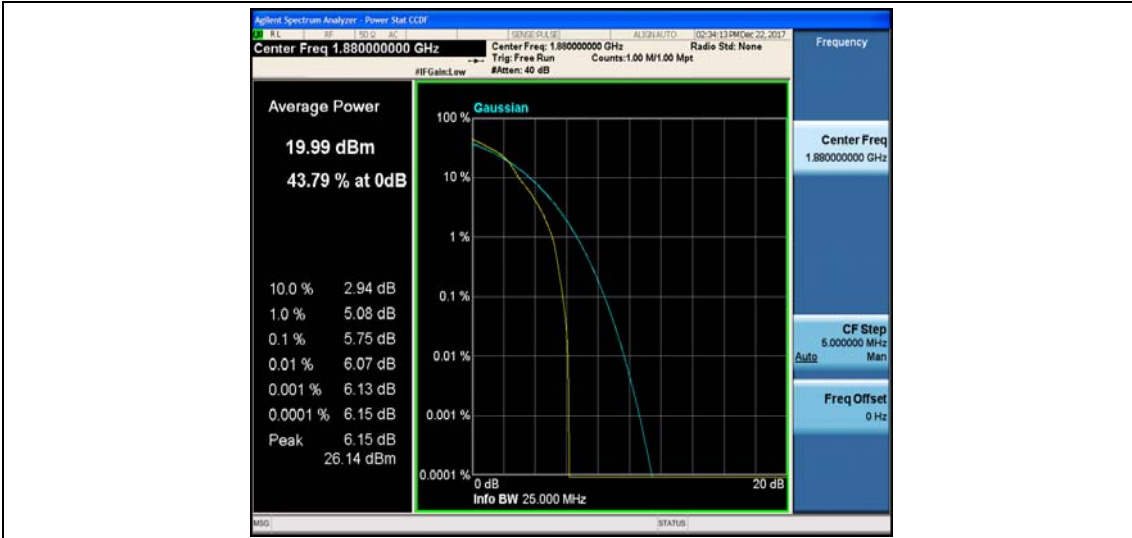 Agilent Spectrum Analyzer - Power Stat CCDF
RL RF 50 Ω AC SENSE:PULSE ALIGNAUTO 02:34:13 PM Dec 22, 2017
Center Freq 1.880000000 GHz
Center Freq: 1.880000000 GHz Radio Std: None
Trig: Free Run Counts:1.00 M/1.00 Mpt
#IFGain:Low #Atten: 40 dB
Frequency
Average Power
19.99 dBm
43.79 % at 0dB
10.0 % 2.94 dB
1.0 % 5.08 dB
0.1 % 5.75 dB
0.01 % 6.07 dB
0.001 % 6.13 dB
0.0001 % 6.15 dB
Peak 6.15 dB
26.14 dBm
Gaussian
100 %
10 %
1 %
0.1 %
0.01 %
0.001 %
0.0001 %
0 dB 20 dB
Info BW 25.000 MHz
Center Freq
1.880000000 GHz
CF Step
5.000000 MHz
Auto Man
Freq Offset
0 Hz
MSG STATUS